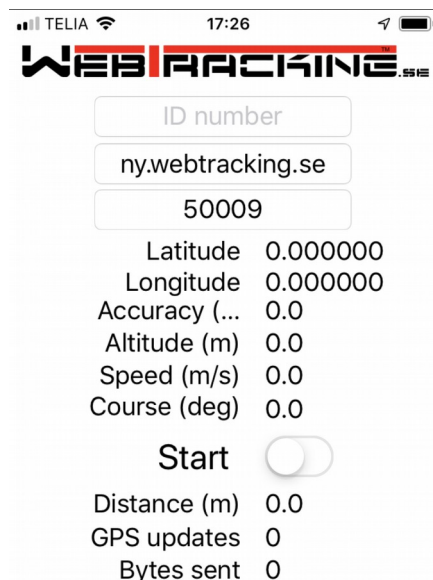 TELIA 17:26
WEBTRACKING.SE ™
ID number
ny.webtracking.se
50009
Latitude 0.000000
Longitude 0.000000
Accuracy (... 0.0
Altitude (m) 0.0
Speed (m/s) 0.0
Course (deg) 0.0
Start
Distance (m) 0.0
GPS updates 0
Bytes sent 0